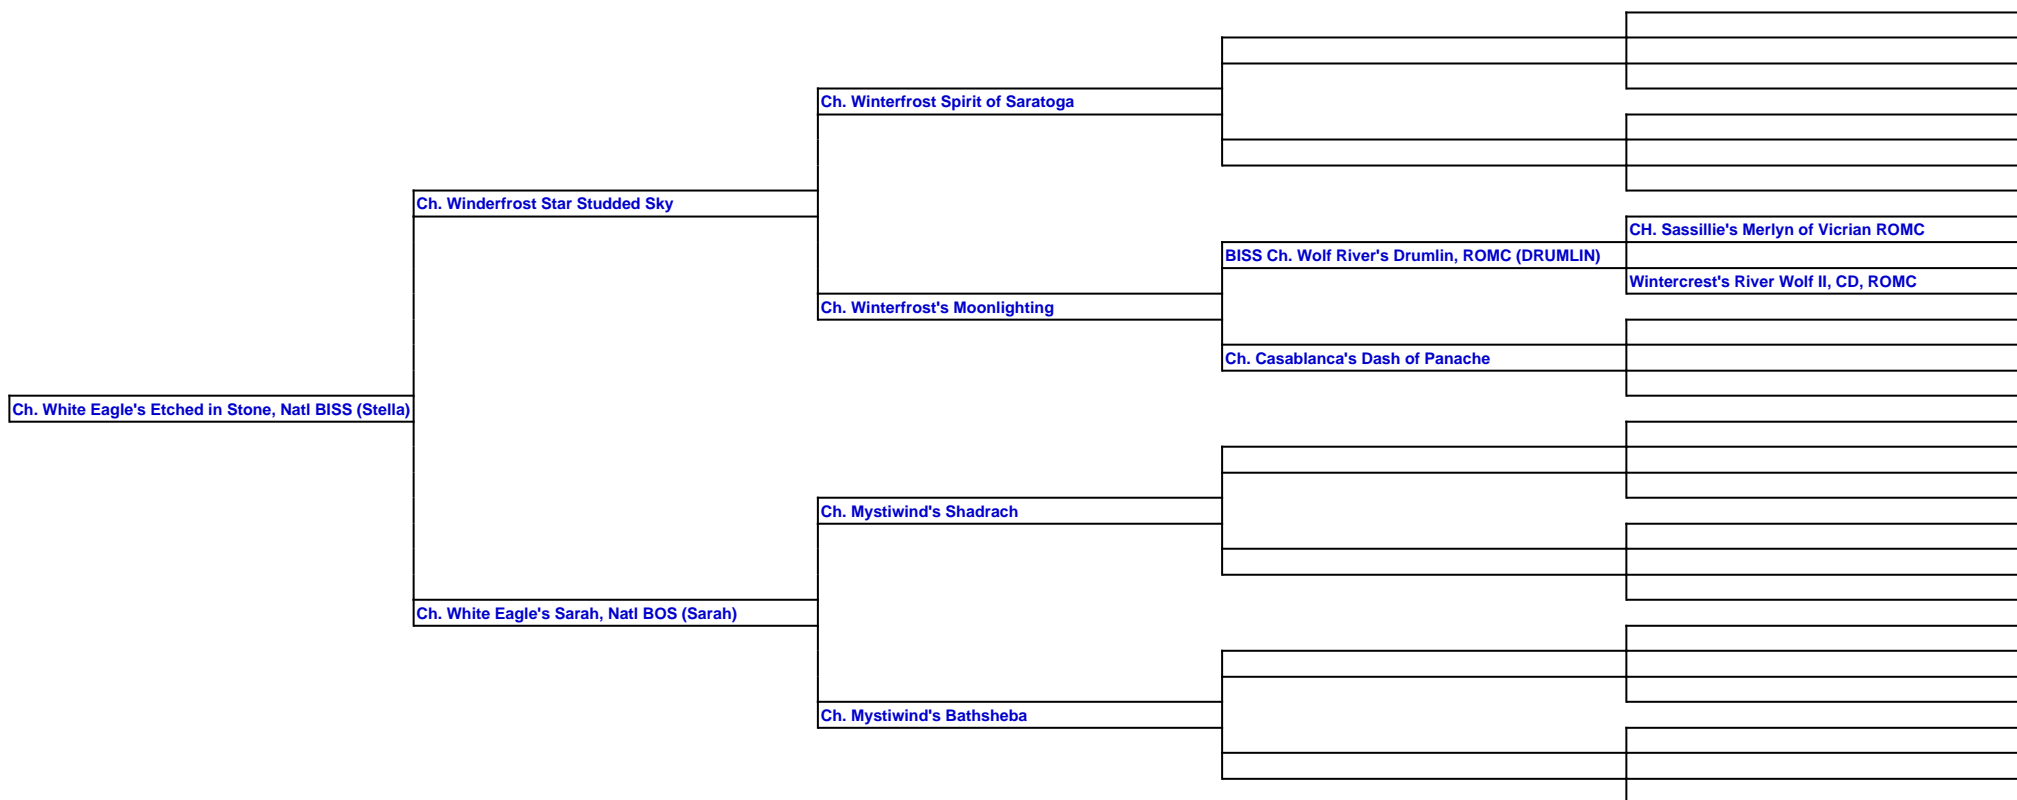 Ch. Winterfrost Spirit of Saratoga
Ch. Winderfrost Star Studded Sky
CH. Sassillie's Merlyn of Vicrian ROMC
BISS Ch. Wolf River's Drumlin, ROMC (DRUMLIN)
Wintercrest's River Wolf II, CD, ROMC
Ch. Winterfrost's Moonlighting
Ch. Casablanca's Dash of Panache
Ch. White Eagle's Etched in Stone, Natl BISS (Stella)
Ch. Mystiwind's Shadrach
Ch. White Eagle's Sarah, Natl BOS (Sarah)
Ch. Mystiwind's Bathsheba